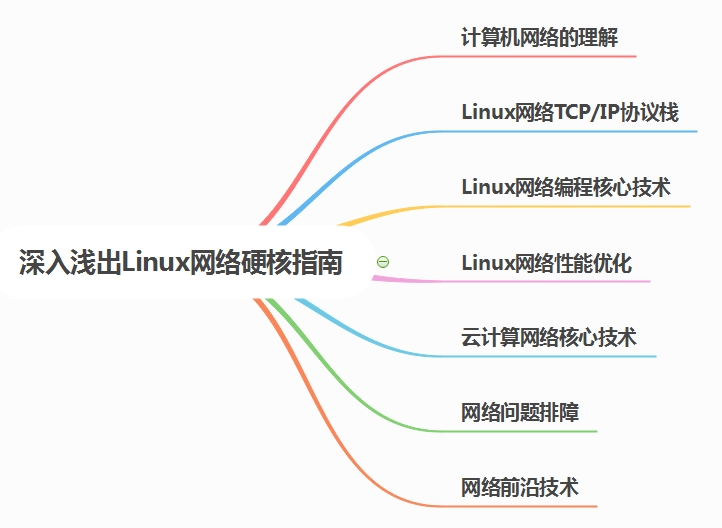 计算机网络的理解
Linux网络TCP/IP协议栈
Linux网络编程核心技术
深入浅出Linux网络硬核指南
Linux网络性能优化
云计算网络核心技术
网络问题排障
网络前沿技术